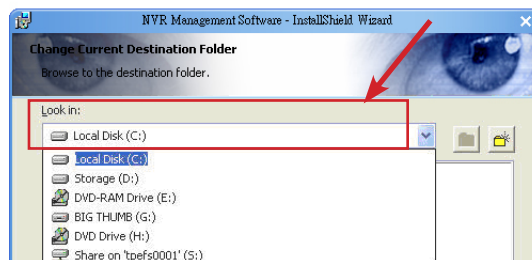 NVR Management Software - InstallShield Wizard
Change Current Destination Folder
Browse to the destination folder.
Look in:
Local Disk (C:)
Local Disk (C:)
Storage (D:)
DVD-RAM Drive (E:)
BIG THUMB (G:)
DVD Drive (H:)
Share on 'tpefs0001' (S:)